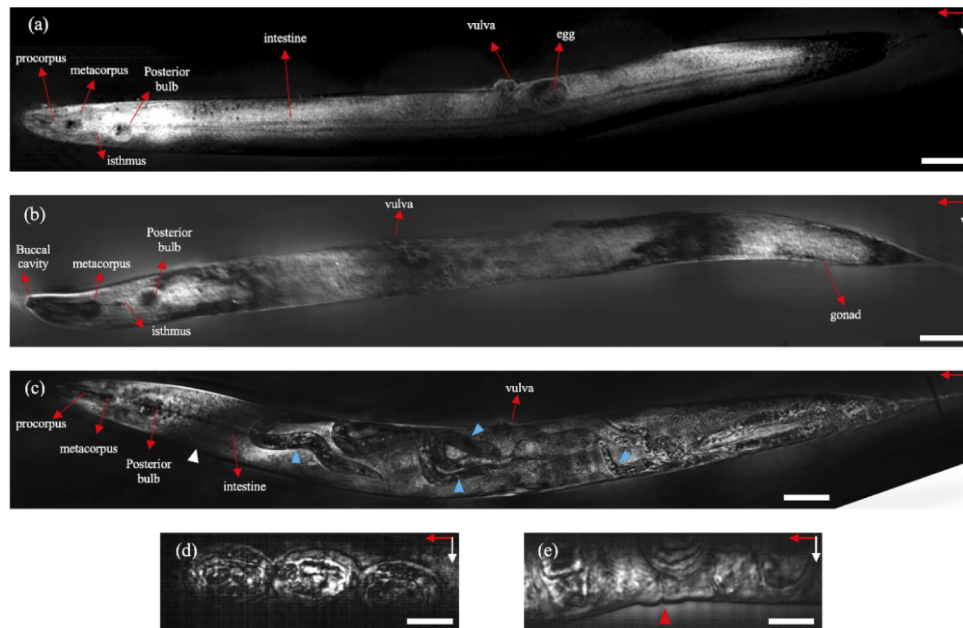 (a)
vulva
egg
intestine
procorpus
metacorpus
Posterior
bulb
isthmus
(b)
vulva
Buccal
cavity
metacorpus
Posterior
bulb
isthmus
gonad
(c)
vulva
procorpus
metacorpus
Posterior
bulb
intestine
(d)
(e)